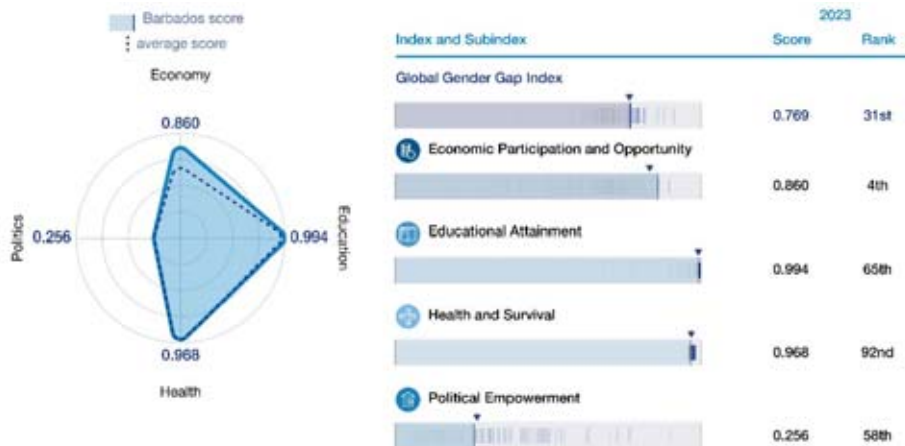 Barbados score
average score
Economy
0.860
Politics
0.256
0.994
Education
0.968
Health
2023
Index and Subindex Score Rank
Global Gender Gap Index
0.769 31st
Economic Participation and Opportunity
0.860 4th
Educational Attainment
0.994 65th
Health and Survival
0.968 92nd
Political Empowerment
0.256 58th